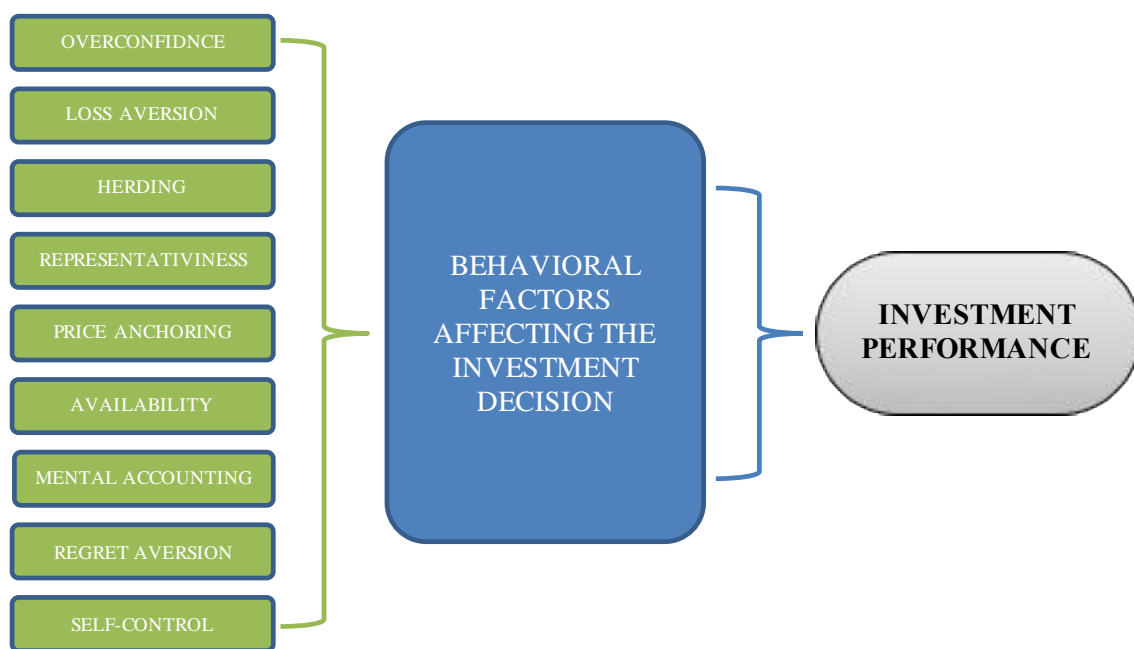 OVERCONFIDNCE
LOSS AVERSION
HERDING
REPRESENTATIVINESS
PRICE ANCHORING
AVAILABILITY
MENTAL ACCOUNTING
REGRET AVERSION
SELF-CONTROL
BEHAVIORAL
FACTORS
AFFECTING THE
INVESTMENT
DECISION
INVESTMENT
PERFORMANCE